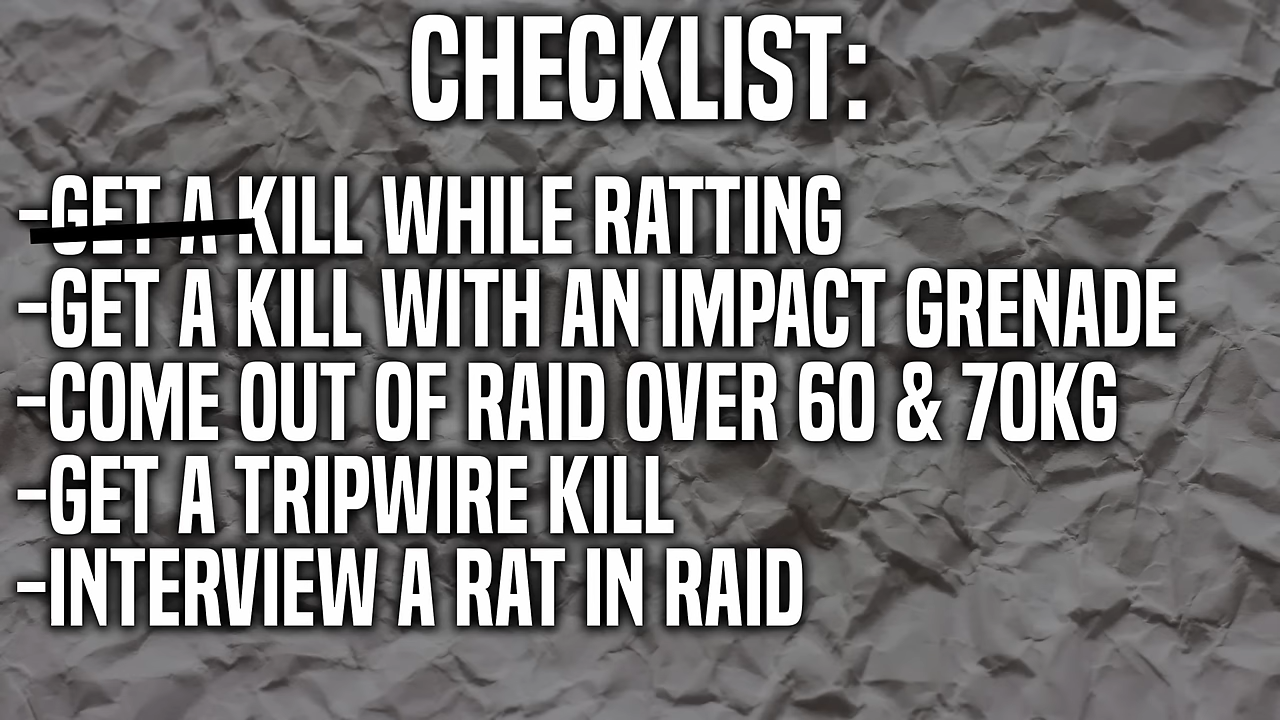 CHECKLIST:
-GET A KILL WHILE RATTING
-GET A KILL WITH AN IMPACT GRENADE
-COME OUT OF RAID OVER 60 & 70KG
-GET A TRIPWIRE KILL
-INTERVIEW A RAT IN RAID